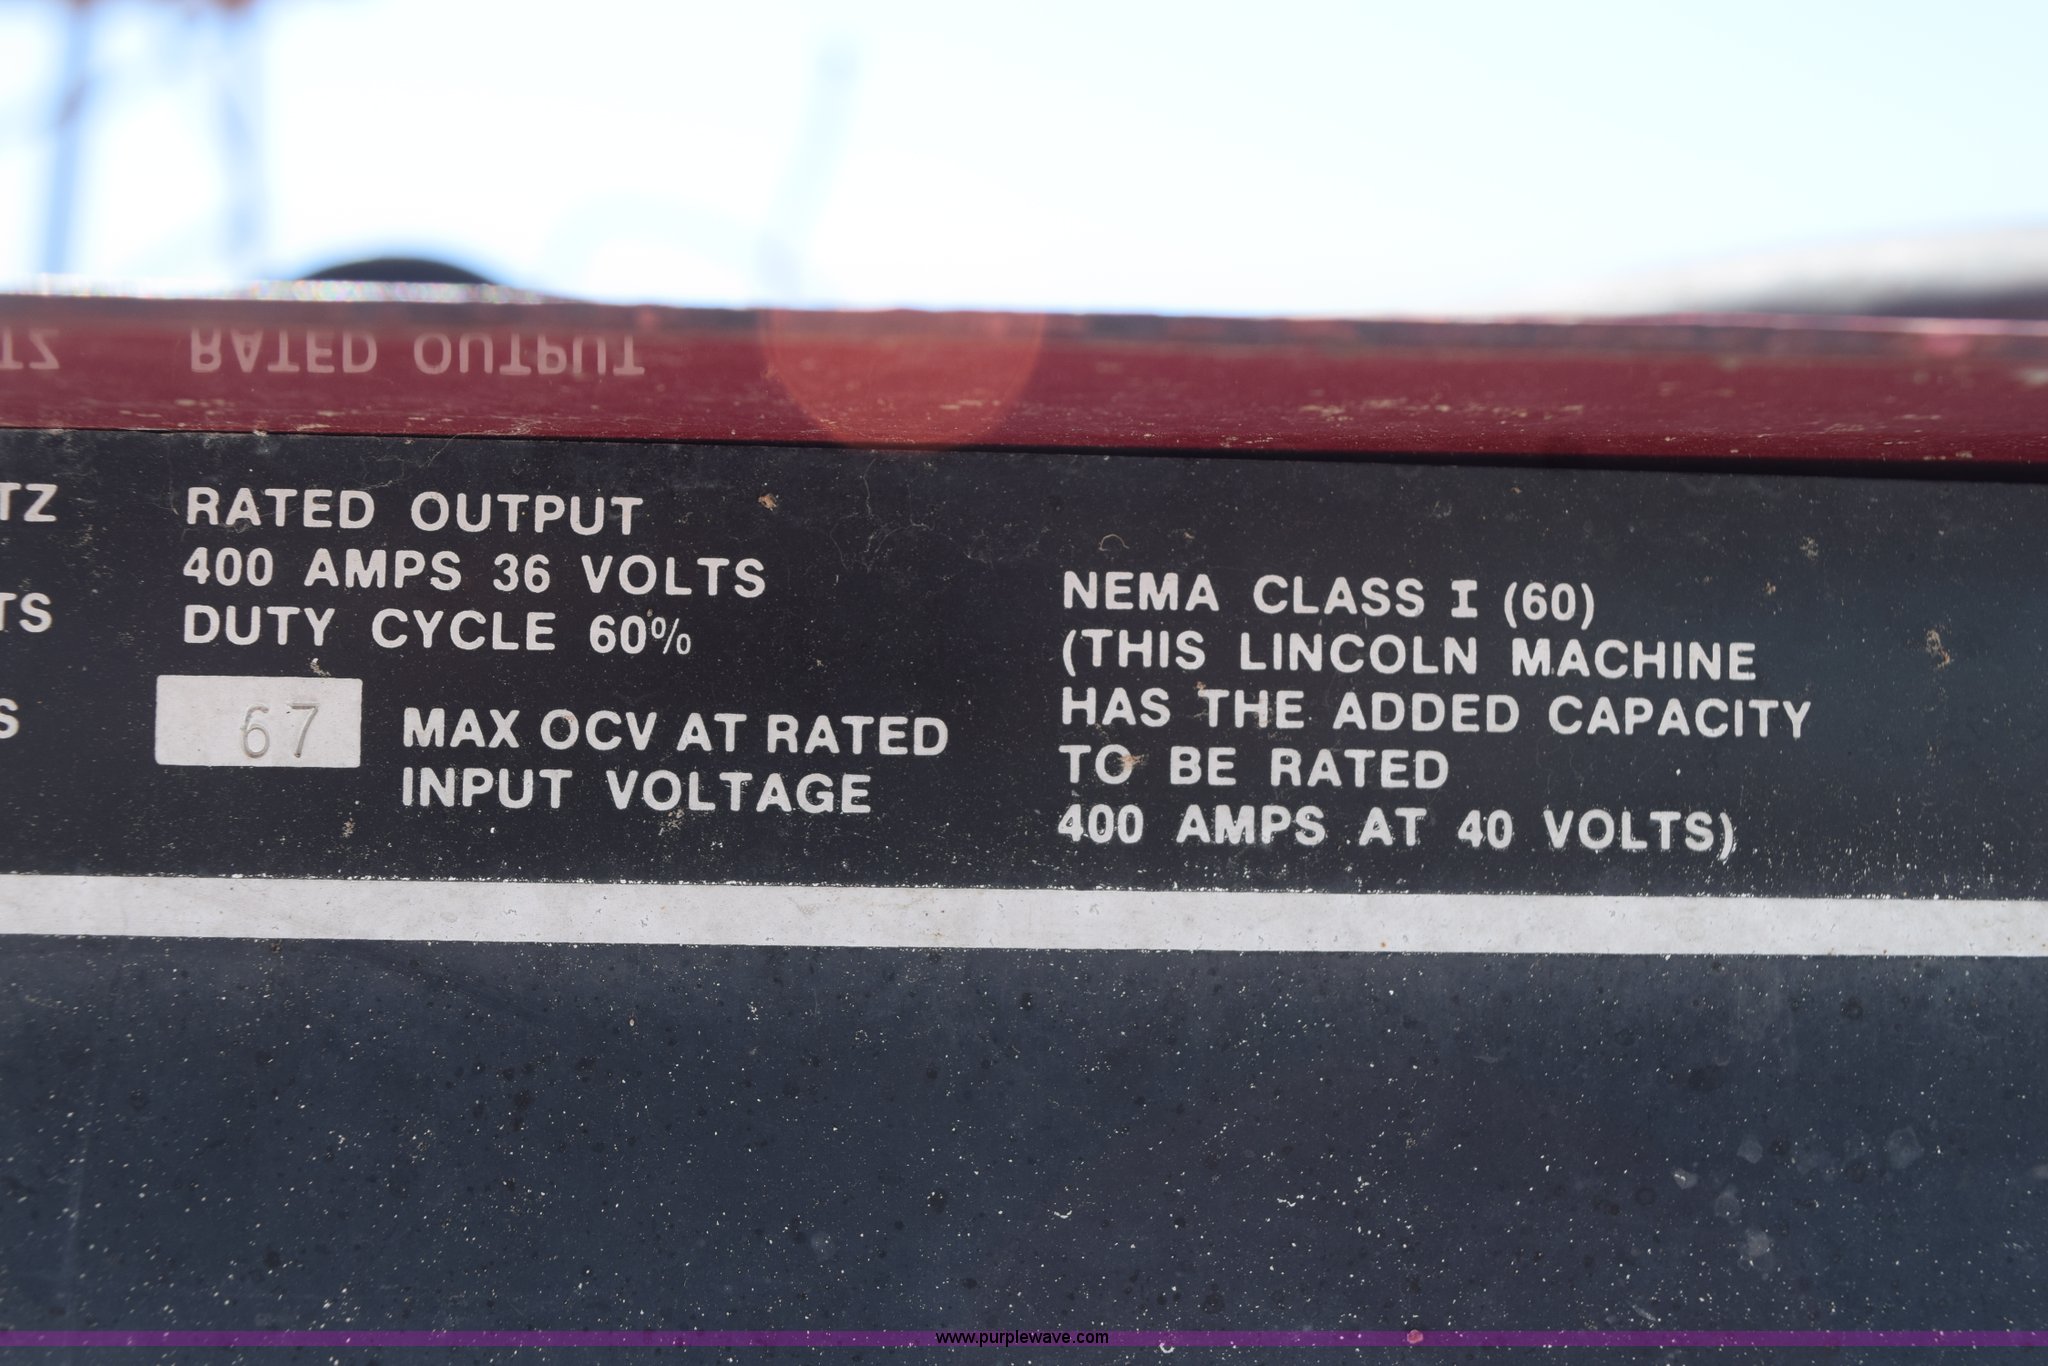 RATED OUTPUT
TZ
RATED OUTPUT
400 AMPS 36 VOLTS
DUTY CYCLE 60%
TS
S
67
MAX OCV AT RATED
INPUT VOLTAGE
NEMA CLASS I (60)
(THIS LINCOLN MACHINE
HAS THE ADDED CAPACITY
TO BE RATED
400 AMPS AT 40 VOLTS)
www.purplewave.com